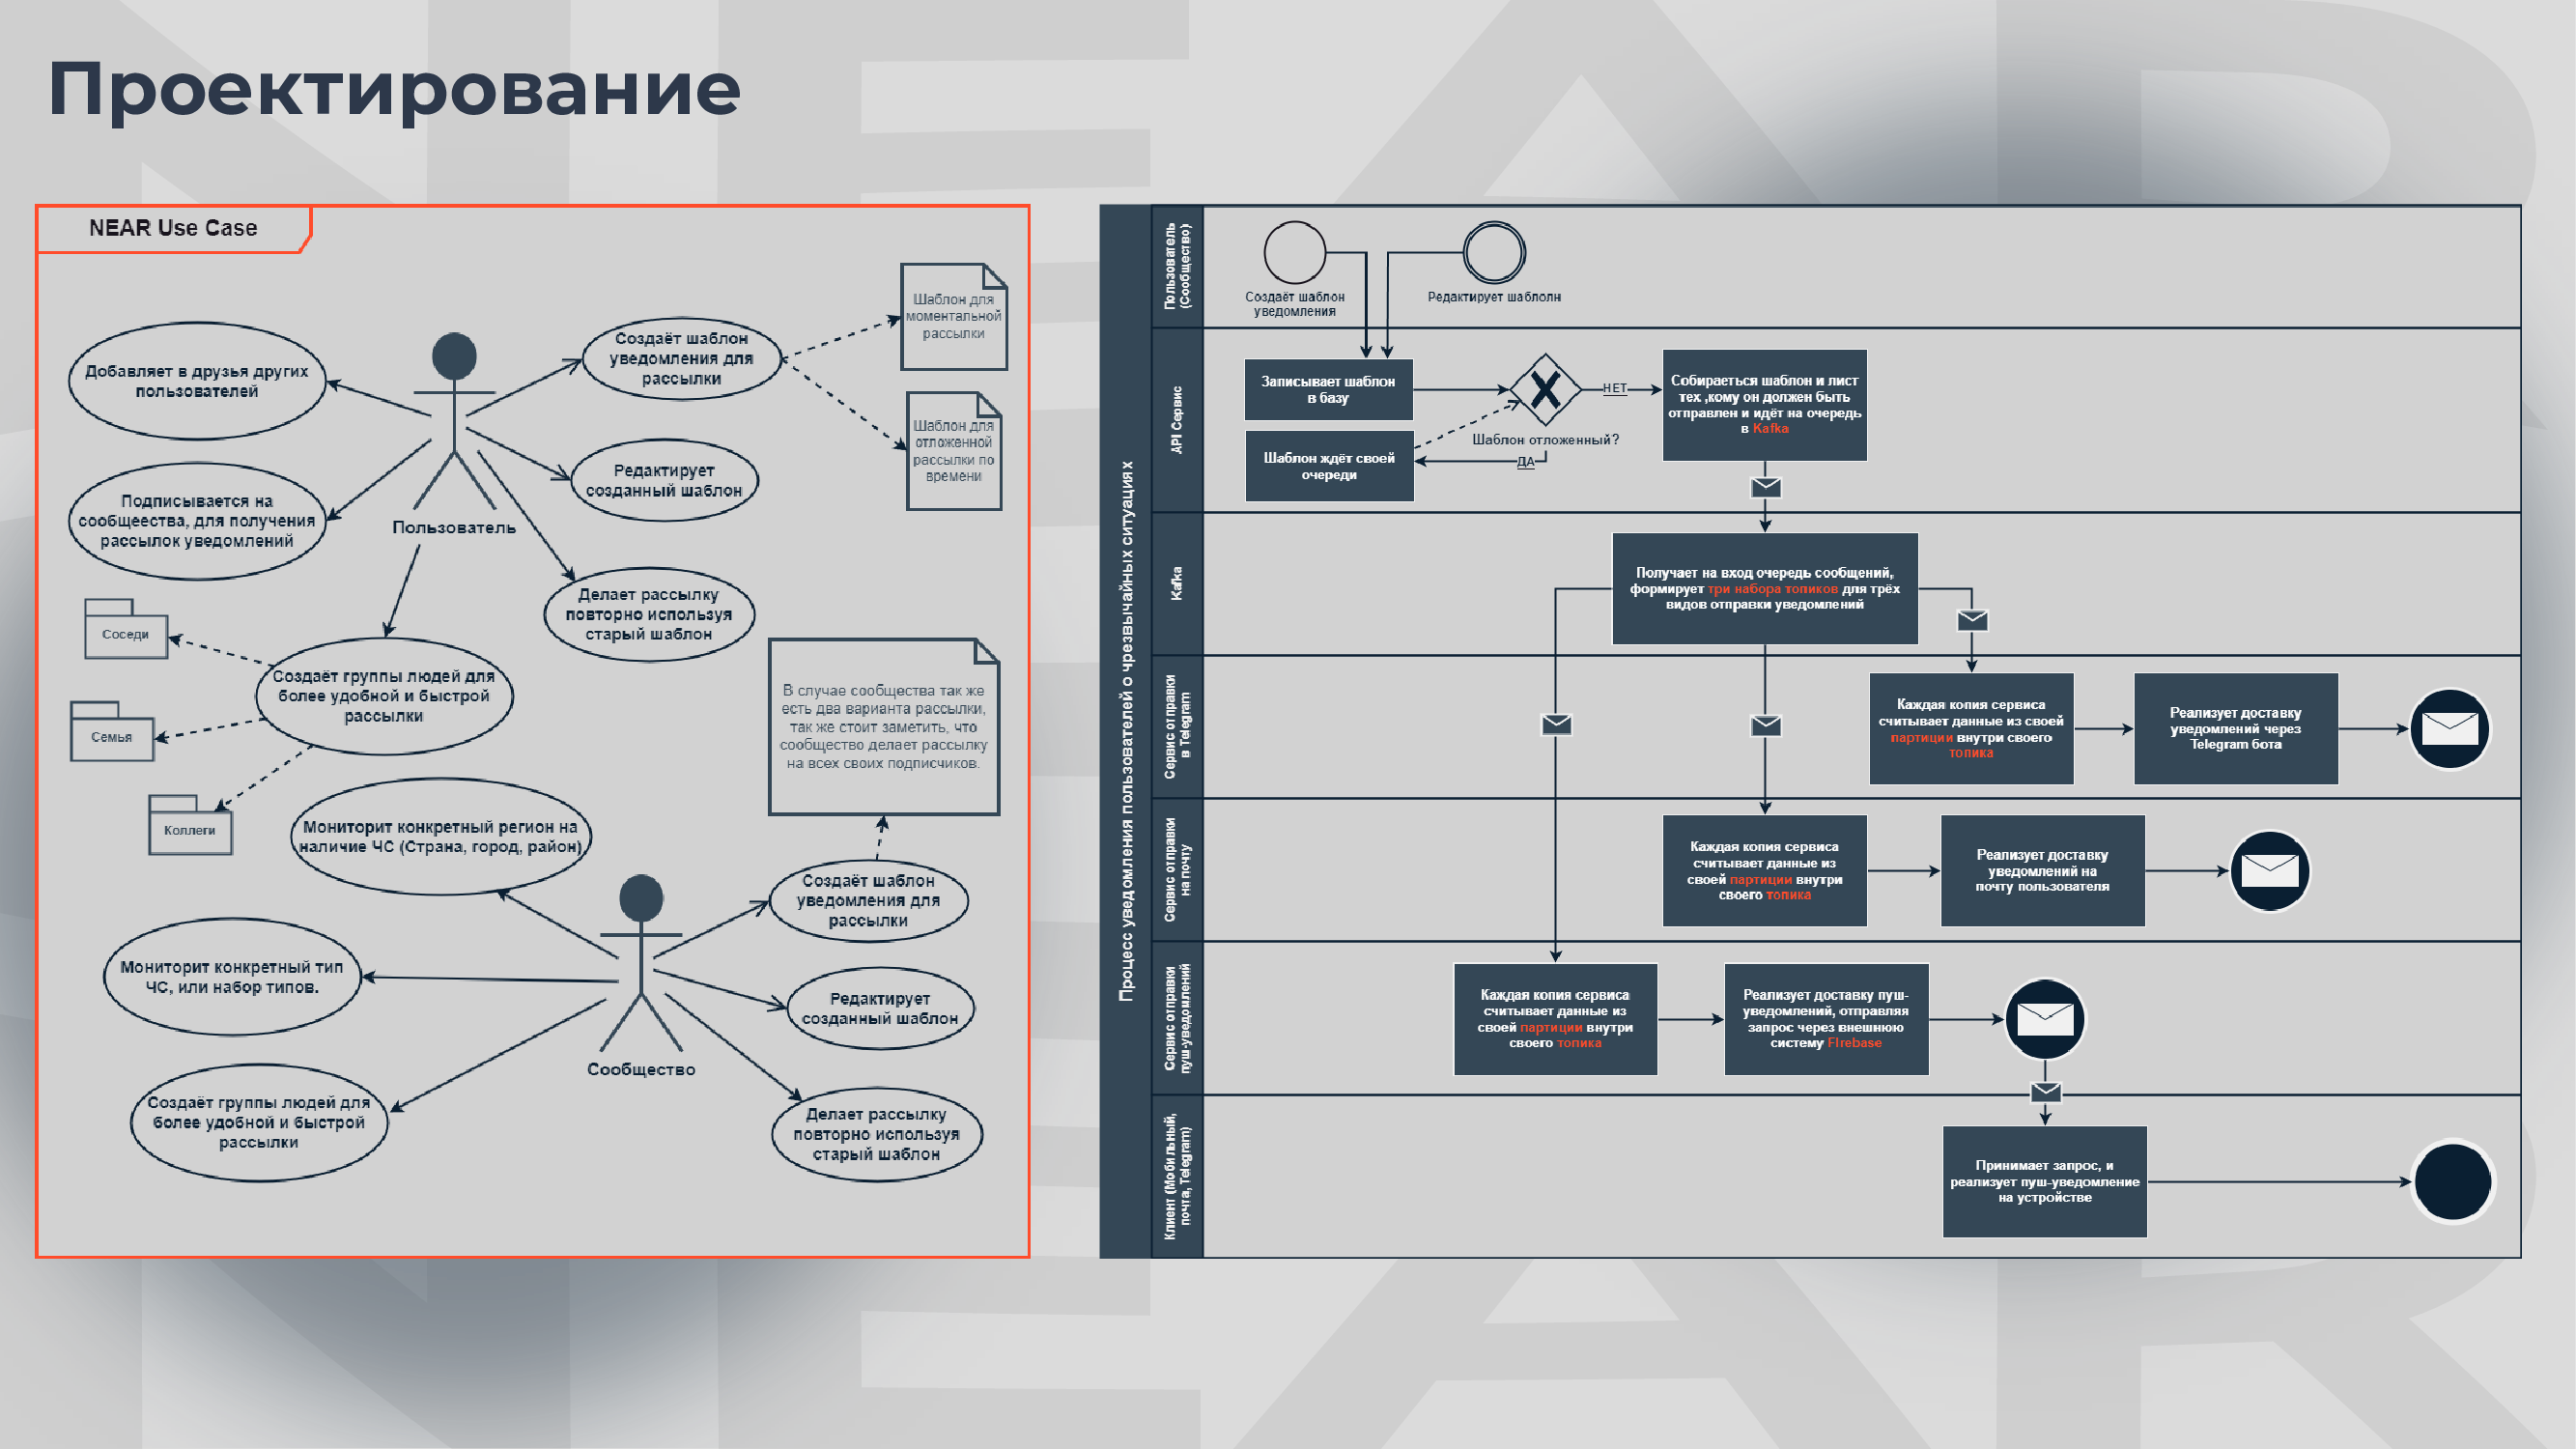 Проектирование
NEAR Use Case
Шаблон для
моментальной
рассылки
Создаёт шаблон
уведомления для
рассылки
Добавляет в друзья других
пользователей
Шаблон для
отложенной
рассылки по
времени
Редактирует
созданный шаблон
Подписывается на
сообщеества, для получения
рассылок уведомлений
Пользователь
Делает рассылку
повторно используя
старый шаблон
Соседи
Создаёт группы людей для
более удобной и быстрой
рассылки
Семья
Коллеги
В случае сообщества так же
есть два варианта рассылки,
так же стоит заметить, что
сообщество делает рассылку
на всех своих подписчиков.
Мониторит конкретный регион на
наличие ЧС (Страна, город, район)
Создаёт шаблон
уведомления для
рассылки
Мониторит конкретный тип
ЧС, или набор типов.
Редактирует
созданный шаблон
Сообщество
Создаёт группы людей для
более удобной и быстрой
рассылки
Делает рассылку
повторно используя
старый шаблон
Процесс уведомления пользователей о чрезвычайных ситуациях
Пользователь
(Сообщество)
Создаёт шаблон
уведомления
Редактирует шаблолн
API Сервис
Записывает шаблон
в базу
НЕТ
Собираеться шаблон и лист
тех ,кому он должен быть
отправлен и идёт на очередь
в Kafka
Шаблон отложенный?
ДА
Шаблон ждёт своей
очереди
Kafka
Получает на вход очередь сообщений,
формирует три набора топиков для трёх
видов отправки уведомлений
Сервис отправки
в Telegram
Каждая копия сервиса
считывает данные из своей
партиции внутри своего
топика
Реализует доставку
уведомлений через
Telegram бота
Сервис отправки
на почту
Каждая копия сервиса
считывает данные из
своей партиции внутри
своего топика
Реализует доставку
уведомлений на
почту пользователя
Сервис отправки
пуш-уведомлений
Каждая копия сервиса
считывает данные из
своей партиции внутри
своего топика
Реализует доставку пуш-
уведомлений, отправляя
запрос через внешнюю
систему FIrebase
Клиент (Мобильный,
почта, Telegram)
Принимает запрос, и
реализует пуш-уведомление
на устройстве